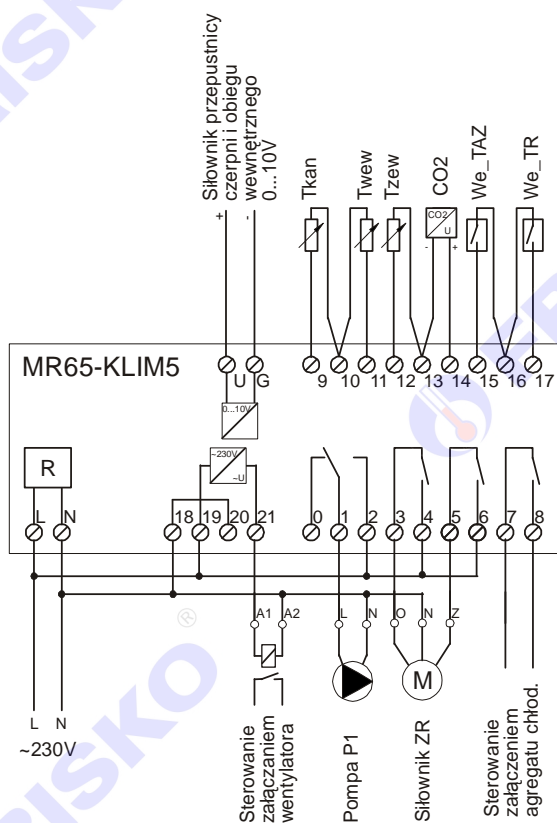 Siłownik przepustnicy
czerpni i obiegu
wewnętrznego
0...10V
+
-
Tkan
Twew
Tzew
CO2
We_TAZ
We_TR
CO2
U
-
+
MR65-KLIM5
U
G
9
10
11
12
13
14
15
16
17
0...10V
R
~230V
~U
L
N
18
19
20
21
0
1
2
3
4
5
6
7
8
A1
A2
L
N
O
N
Z
M
L
N
~230V
Sterowanie
załączaniem
wentylatora
Pompa P1
Siłownik ZR
Sterowanie
załączeniem
agregatu chłod.
®
RISKO